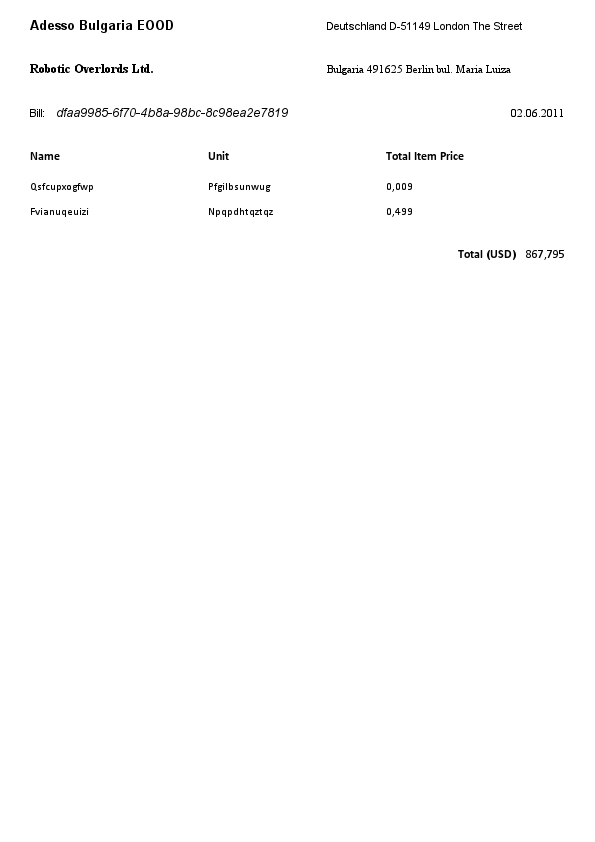 Adesso Bulgaria EOOD Deutschland D-51149 London The Street
Robotic Overlords Ltd. Bulgaria 491625 Berlin bul. Maria Luiza
Bill: dfaa9985-6f70-4b8a-98bc-8c98ea2e7819 02.06.2011
Name Unit Total Item Price
Qsfcupxogfwp Pfgilbsunwug 0,009
Fvianuqeuizi Npqpdhtqztqz 0,499
Total (USD) 867,795